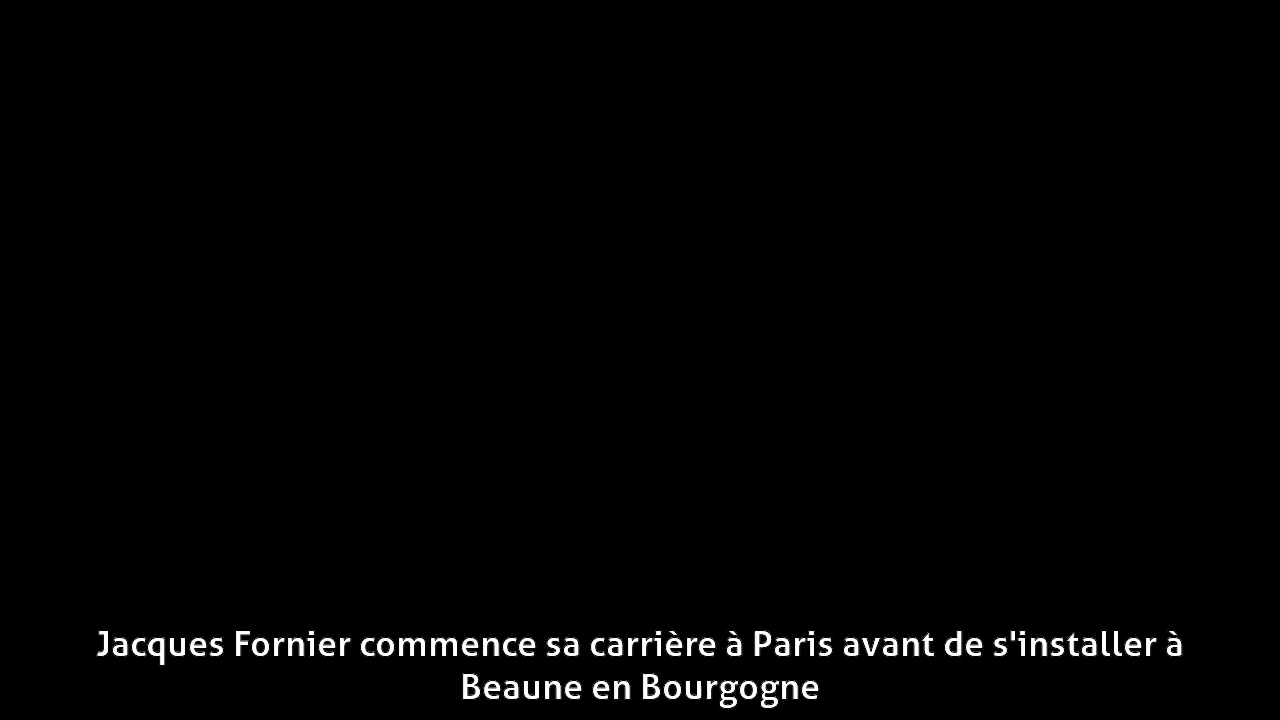 Jacques Fornier commence sa carrière à Paris avant de s'installer à
Beaune en Bourgogne